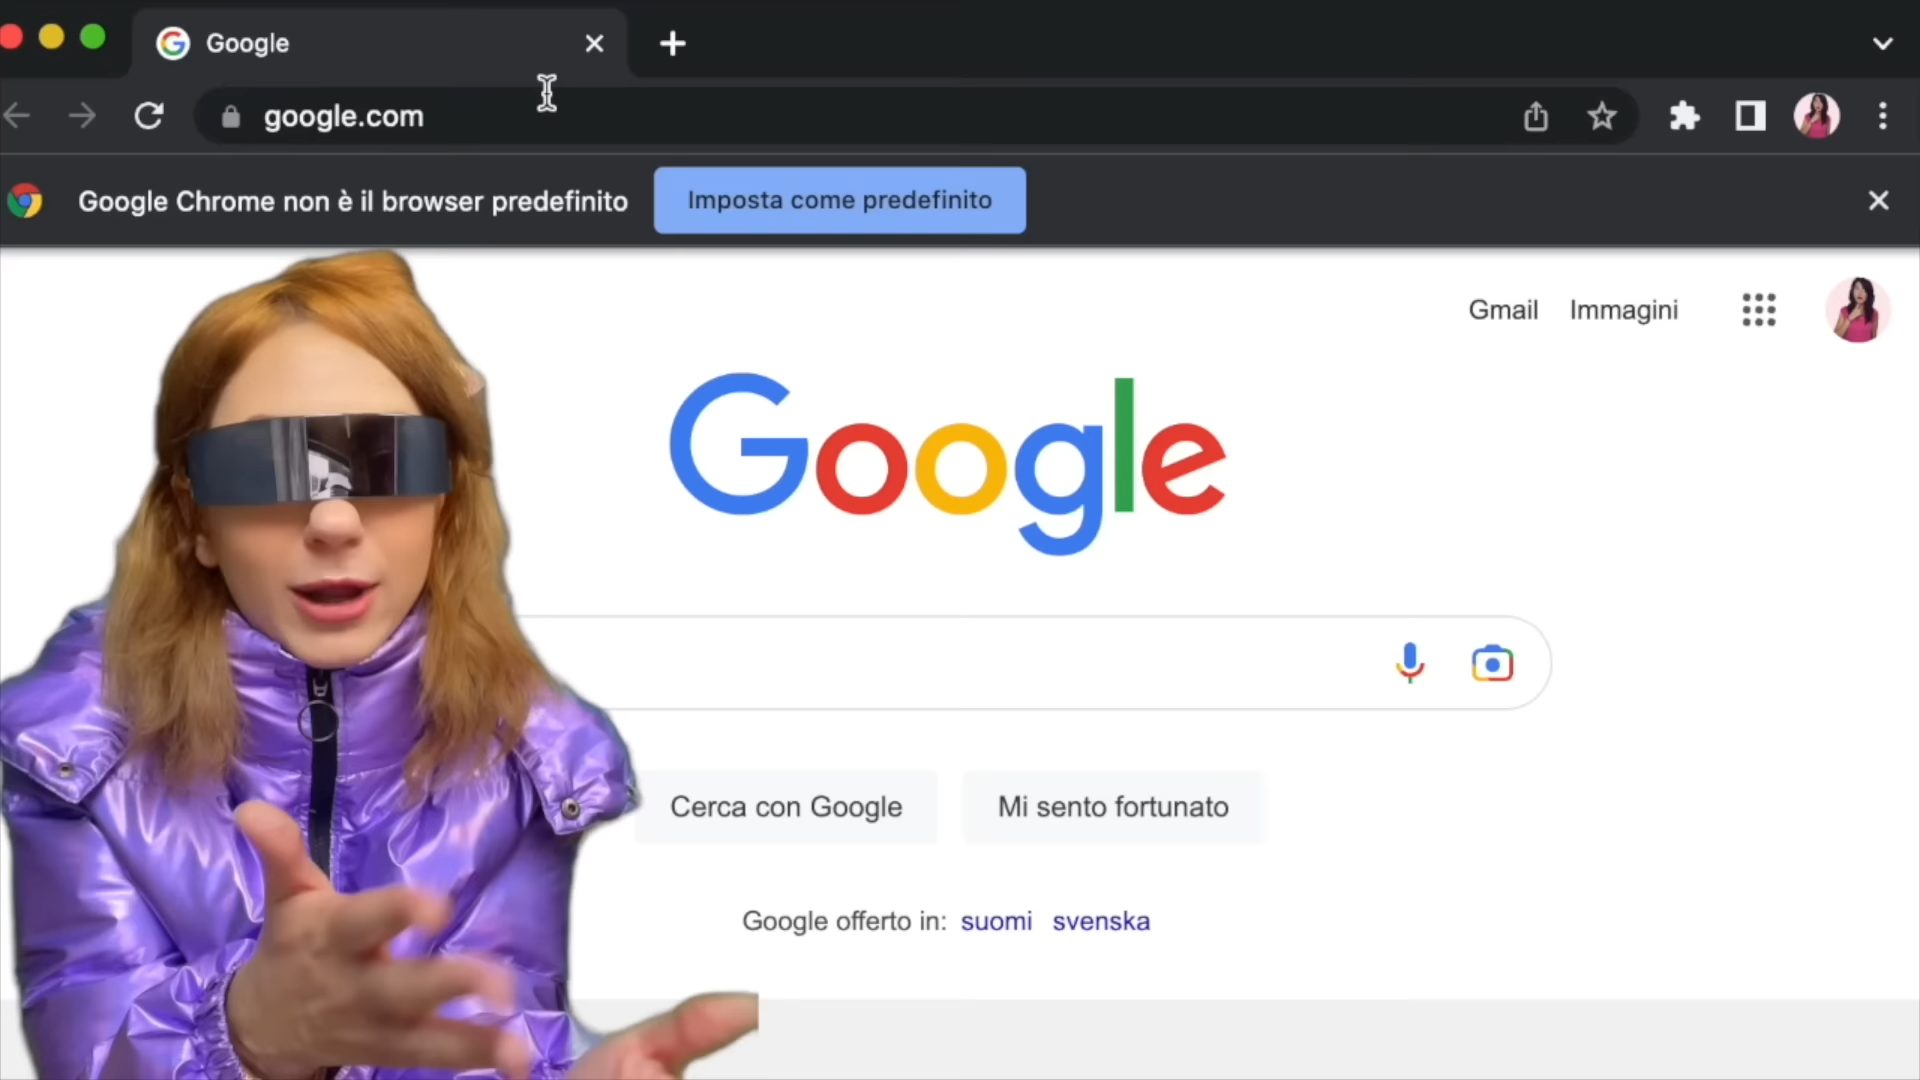 Google
google.com
Google Chrome non è il browser predefinito
Imposta come predefinito
Gmail Immagini
Google
Cerca con Google
Mi sento fortunato
Google offerto in: suomi svenska